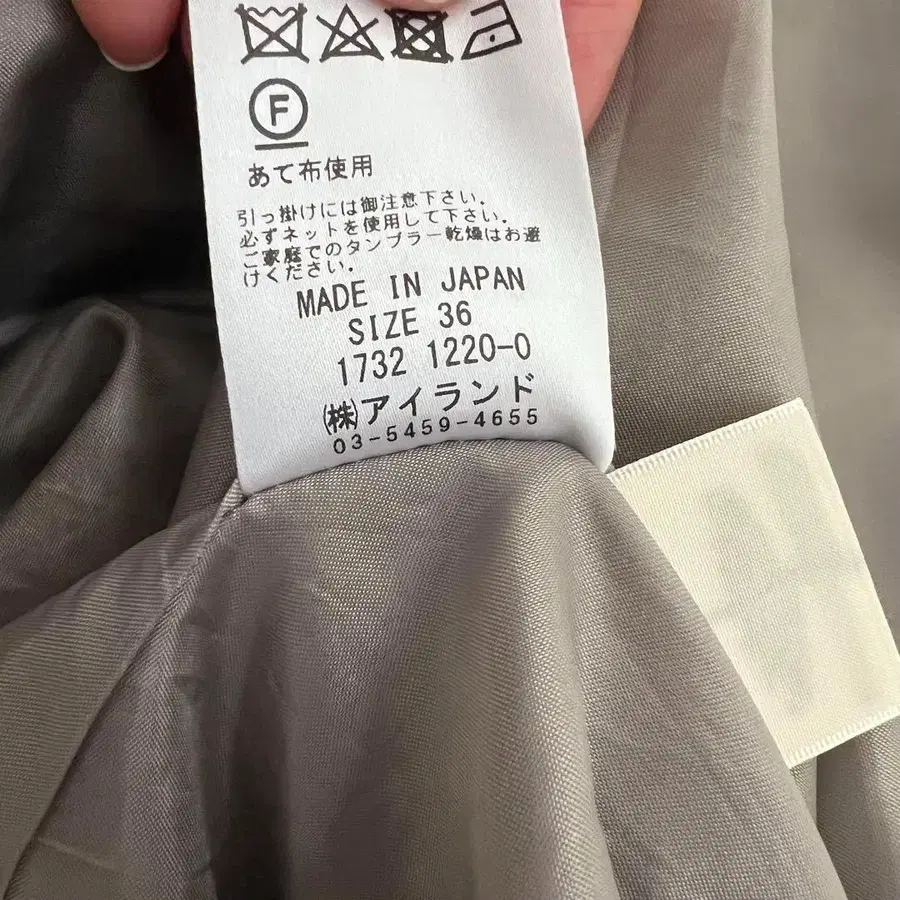 F
あて布使用
引っ掛けには御注意下さい.
必ずネットを使用して下さい.
ご家庭でのタンブラー乾燥はお避
けください.
MADE IN JAPAN
SIZE 36
1732 1220-0
㈱アイランド
03-5459-4655